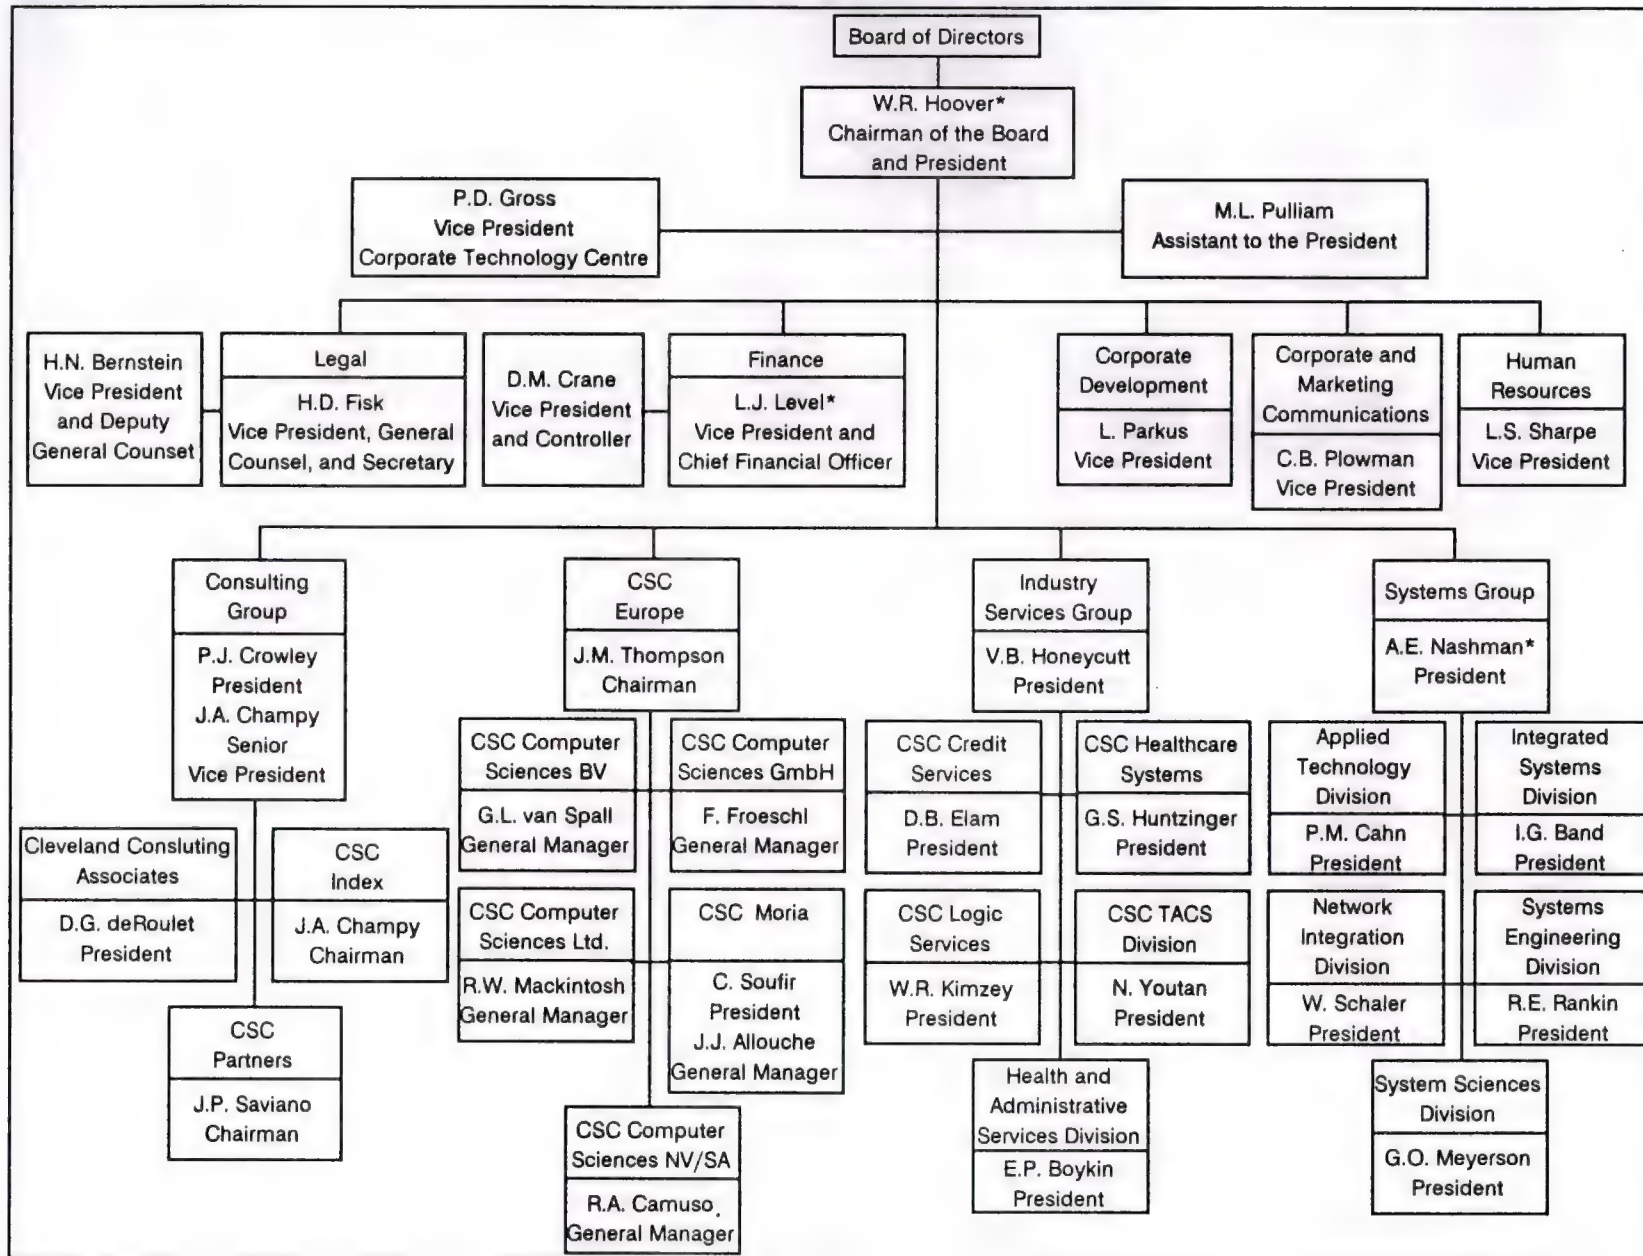 Board of Directors
W.R. Hoover*
Chairman of the Board
and President
P.D. Gross
Vice President
Corporate Technology Centre
M.L. Pulliam
Assistant to the President
H.N. Bernstein
Vice President
and Deputy
General Counset
Legal
H.D. Fisk
Vice President, General
Counsel, and Secretary
D.M. Crane
Vice President
and Controller
Finance
L.J. Level*
Vice President and
Chief Financial Officer
Corporate
Development
L. Parkus
Vice President
Corporate and
Marketing
Communications
C.B. Plowman
Vice President
Human
Resources
L.S. Sharpe
Vice President
Consulting
Group
P.J. Crowley
President
J.A. Champy
Senior
Vice President
CSC
Europe
J.M. Thompson
Chairman
Industry
Services Group
V.B. Honeycutt
President
Systems Group
A.E. Nashman*
President
Cleveland Consluting
Associates
D.G. deRoulet
President
CSC
Index
J.A. Champy
Chairman
CSC
Partners
J.P. Saviano
Chairman
CSC Computer
Sciences BV
G.L. van Spall
General Manager
CSC Computer
Sciences GmbH
F. Froeschl
General Manager
CSC Computer
Sciences Ltd.
R.W. Mackintosh
General Manager
CSC Moria
C. Soufir
President
J.J. Allouche
General Manager
CSC Computer
Sciences NV/SA
R.A. Camuso
General Manager
CSC Credit
Services
D.B. Elam
President
CSC Healthcare
Systems
G.S. Huntzinger
President
CSC Logic
Services
W.R. Kimzey
President
CSC TACS
Division
N. Youtan
President
Health and
Administrative
Services Division
E.P. Boykin
President
Applied
Technology
Division
P.M. Cahn
President
Integrated
Systems
Division
I.G. Band
President
Network
Integration
Division
W. Schaler
President
Systems
Engineering
Division
R.E. Rankin
President
System Sciences
Division
G.O. Meyerson
President